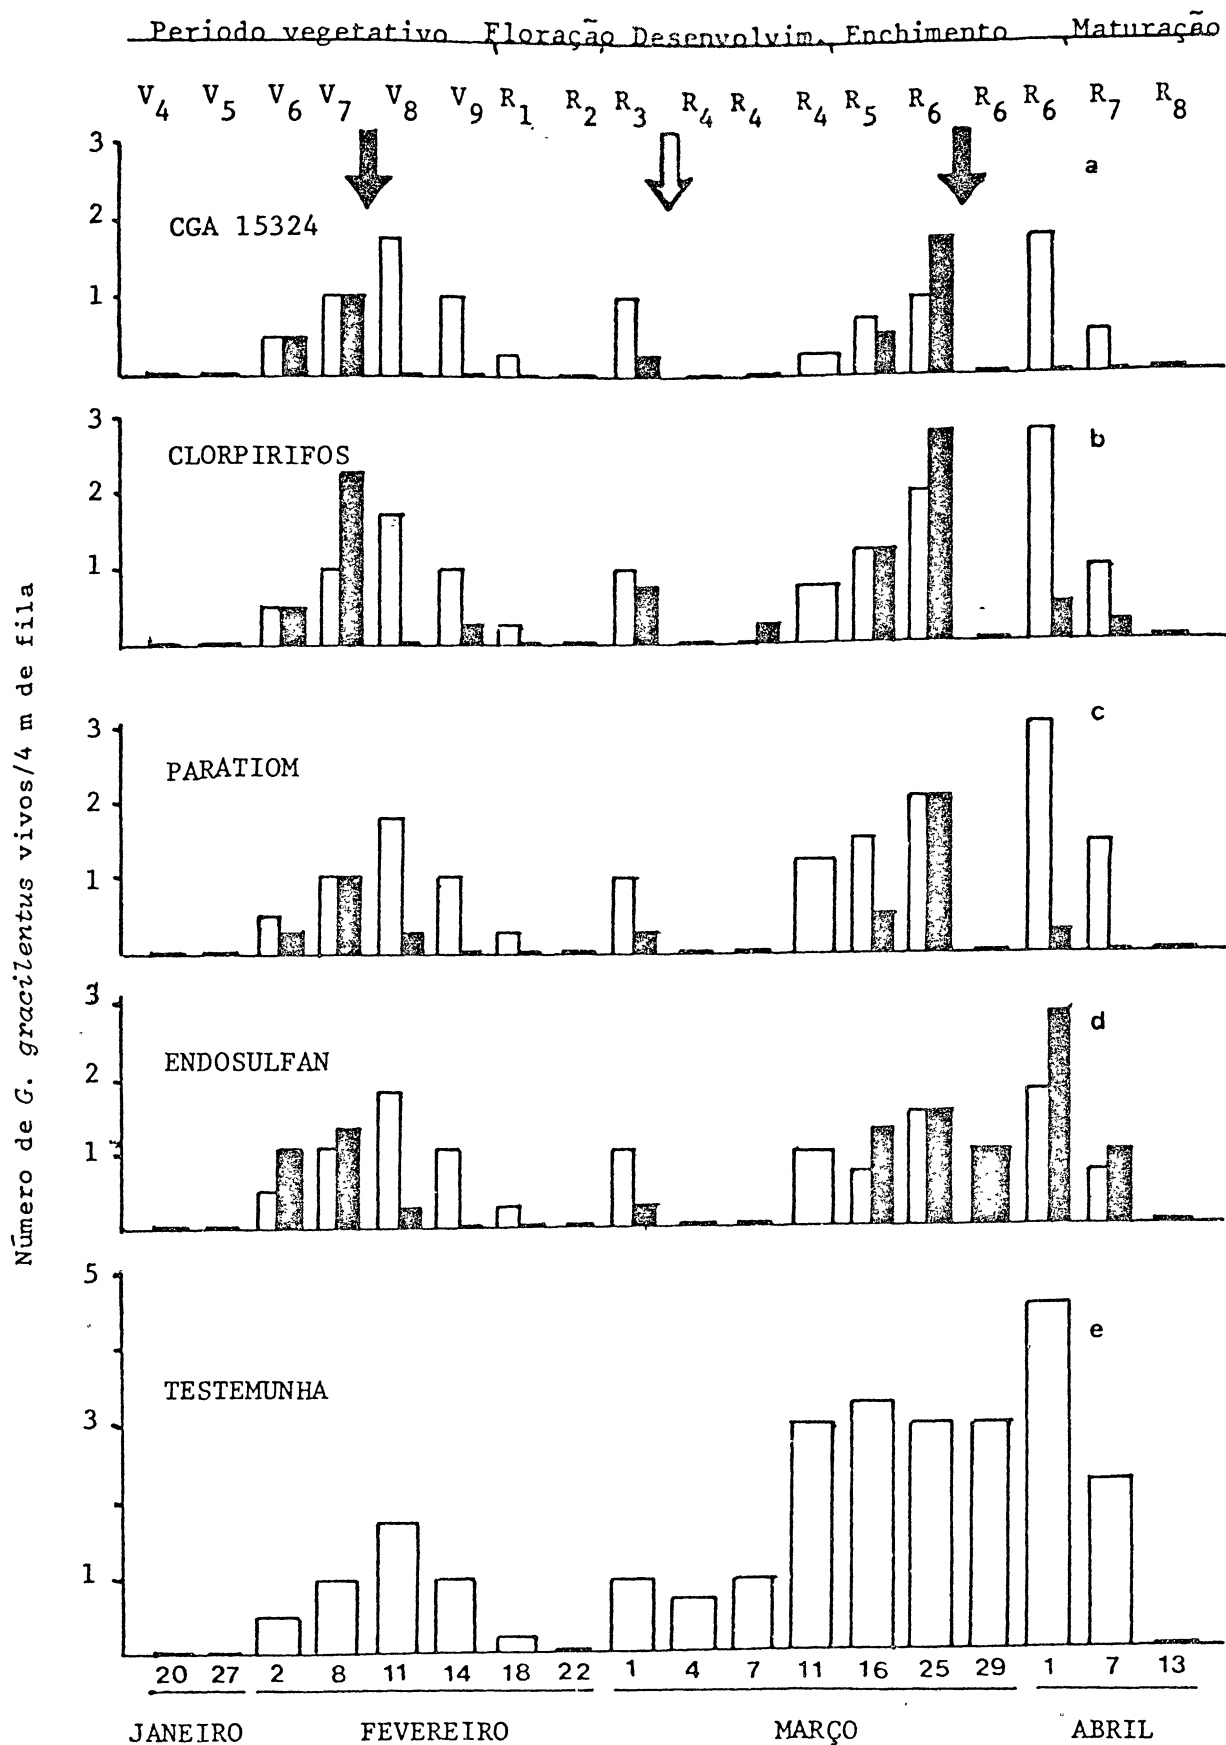 Periodo vegetativo Floração Desenvolvim. Enchimento Maturação
V4 V5 V6 V7 V8 V9 R1 R2 R3 R4 R4 R4 R5 R6 R6 R6 R7 R8
3
a
2
CGA 15324
1
3
b
CLORPIRIFOS
2
1
3
c
PARATIOM
2
1
3
d
ENDOSULFAN
2
1
5
e
TESTEMUNHA
3
1
Número de G. gracilentus vivos/4 m de fila
20 27 2 8 11 14 18 22 1 4 7 11 16 25 29 1 7 13
JANEIRO FEVEREIRO MARÇO ABRIL